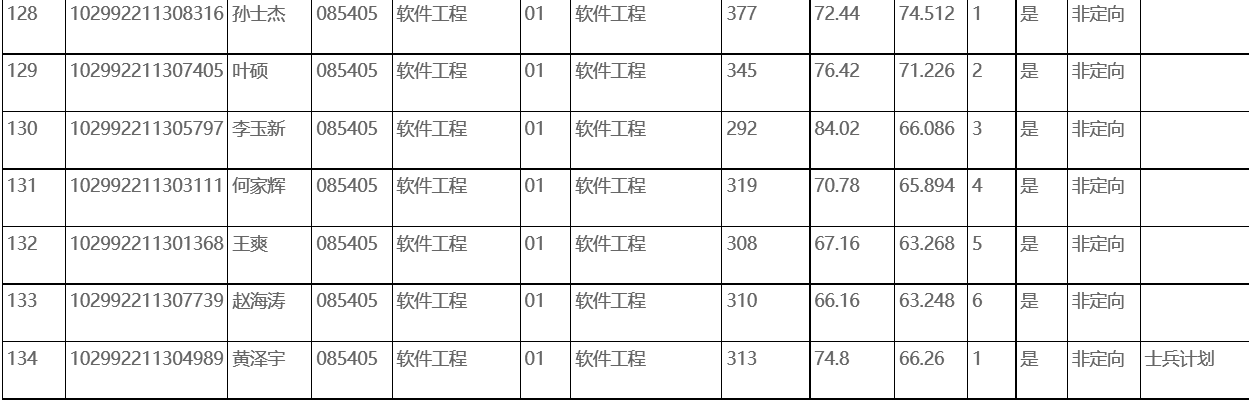 128 102992211308316 孙士杰 085405 软件工程 01 软件工程 377 72.44 74.512 1 是 非定向
129 102992211307405 叶硕 085405 软件工程 01 软件工程 345 76.42 71.226 2 是 非定向
130 102992211305797 李玉新 085405 软件工程 01 软件工程 292 84.02 66.086 3 是 非定向
131 102992211303111 何家辉 085405 软件工程 01 软件工程 319 70.78 65.894 4 是 非定向
132 102992211301368 王爽 085405 软件工程 01 软件工程 308 67.16 63.268 5 是 非定向
133 102992211307739 赵海涛 085405 软件工程 01 软件工程 310 66.16 63.248 6 是 非定向
134 102992211304989 黄泽宇 085405 软件工程 01 软件工程 313 74.8 66.26 1 是 非定向 士兵计划